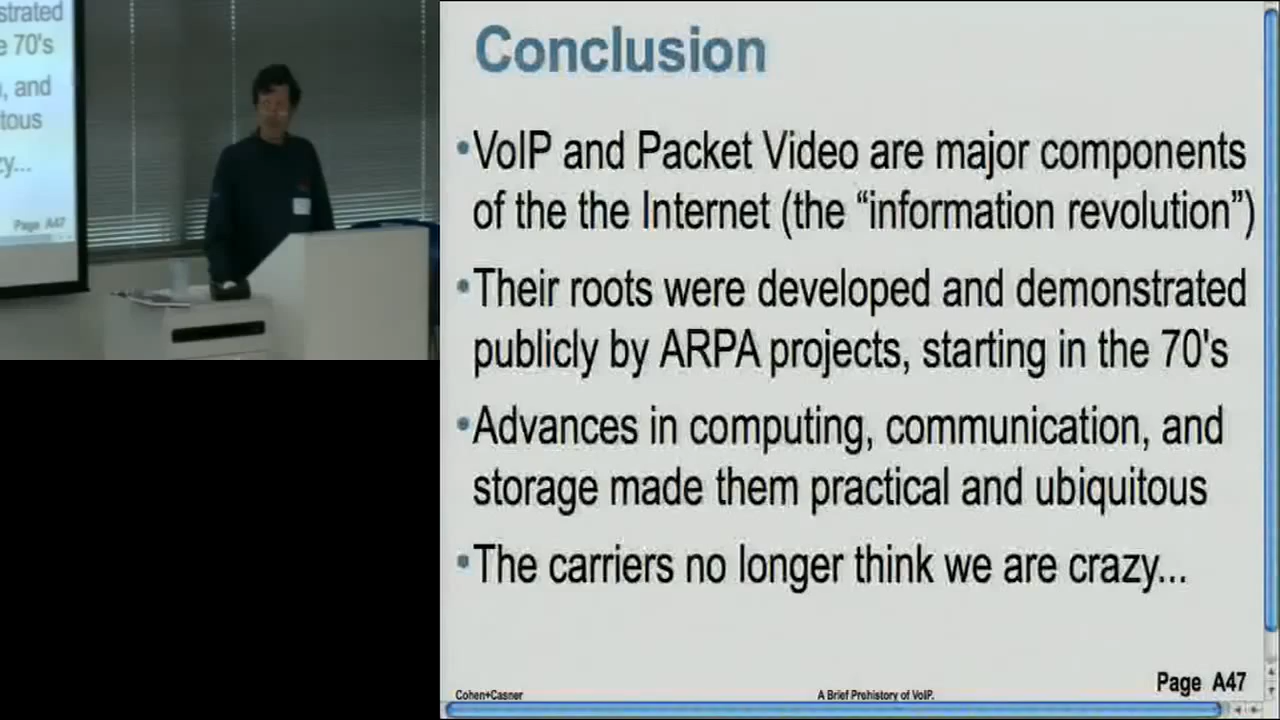 strated
e 70's
, and
tous
zy...
Page A47
Conclusion
•VoIP and Packet Video are major components
of the the Internet (the “information revolution”)
•Their roots were developed and demonstrated
publicly by ARPA projects, starting in the 70's
•Advances in computing, communication, and
storage made them practical and ubiquitous
•The carriers no longer think we are crazy...
Page A47
Cohen+Casner
A Brief Prehistory of VoIP.